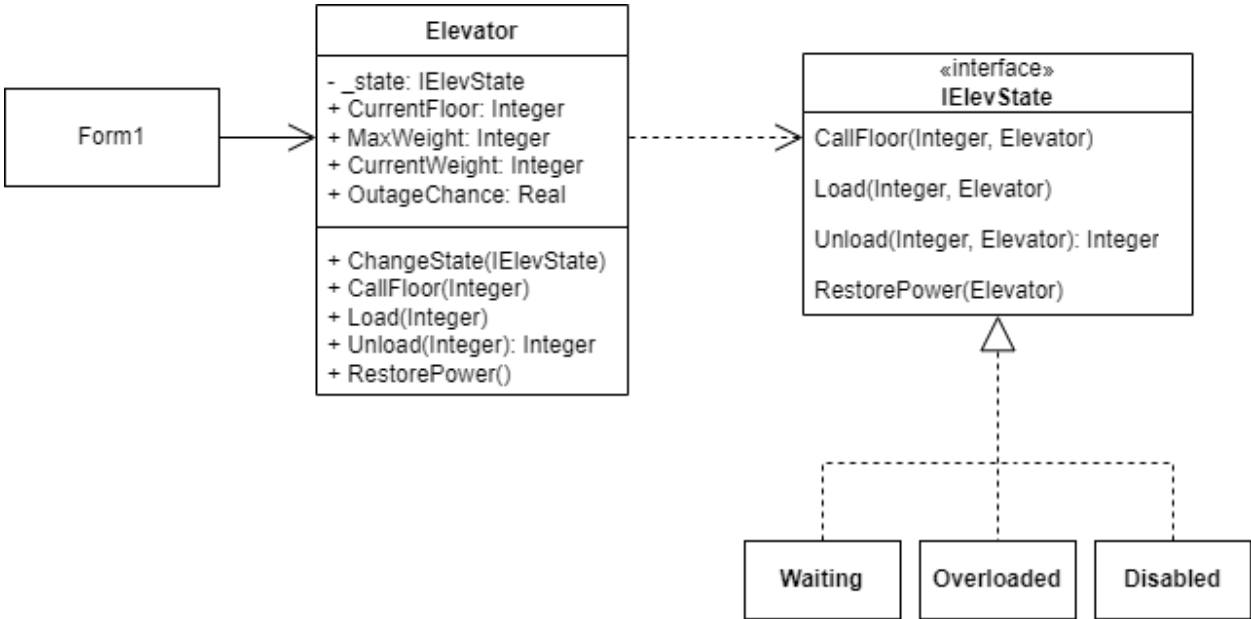 Form1
Elevator
- _state: IElevState
+ CurrentFloor: Integer
+ MaxWeight: Integer
+ CurrentWeight: Integer
+ OutageChance: Real
+ ChangeState(IElevState)
+ CallFloor(Integer)
+ Load(Integer)
+ Unload(Integer): Integer
+ RestorePower()
«interface»
IElevState
CallFloor(Integer, Elevator)
Load(Integer, Elevator)
Unload(Integer, Elevator): Integer
RestorePower(Elevator)
Waiting
Overloaded
Disabled